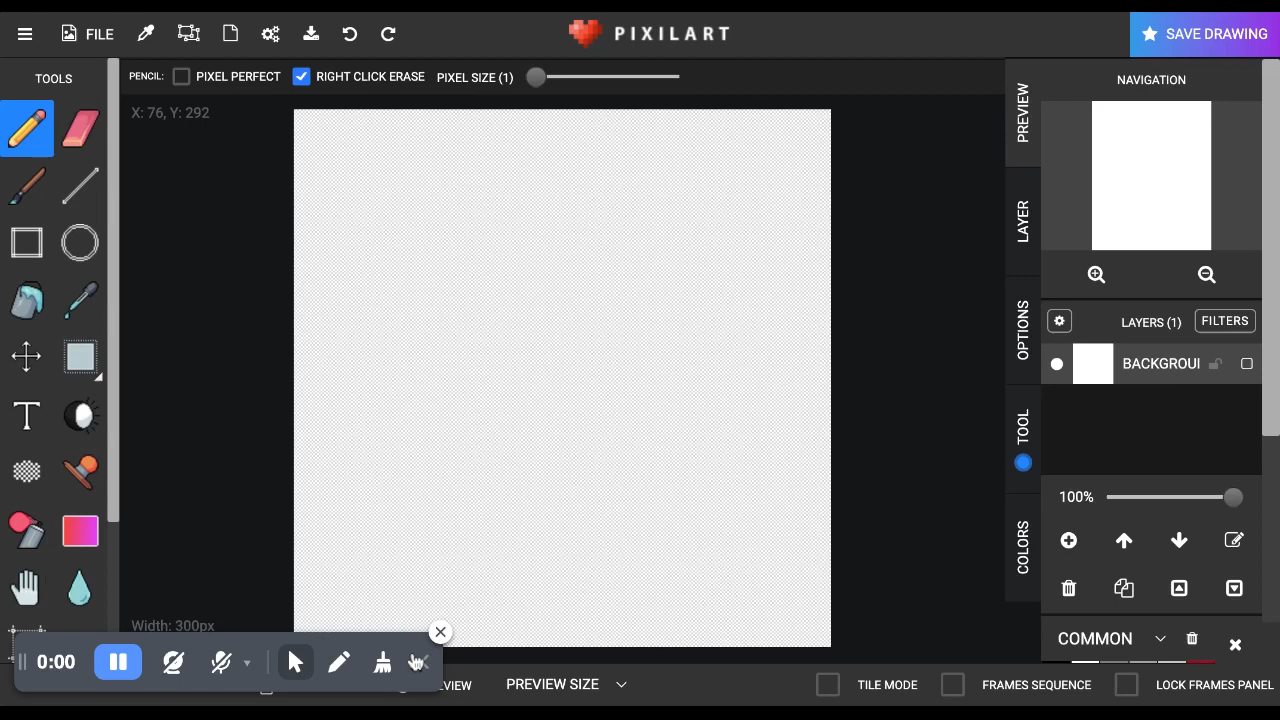 FILE
PIXILART
SAVE DRAWING
TOOLS
PENCIL:
PIXEL PERFECT
RIGHT CLICK ERASE
PIXEL SIZE (1)
X: 76, Y: 292
Width: 300px
PREVIEW
LAYER
OPTIONS
TOOL
COLORS
NAVIGATION
LAYERS (1)
FILTERS
BACKGROUI
100%
COMMON
0:00
VIEW
PREVIEW SIZE
TILE MODE
FRAMES SEQUENCE
LOCK FRAMES PANEL